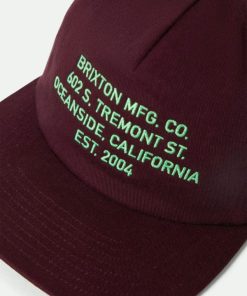 BRIXTON MFG. CO.
602 S. TREMONT ST.
OCEANSIDE, CALIFORNIA
EST. 2004